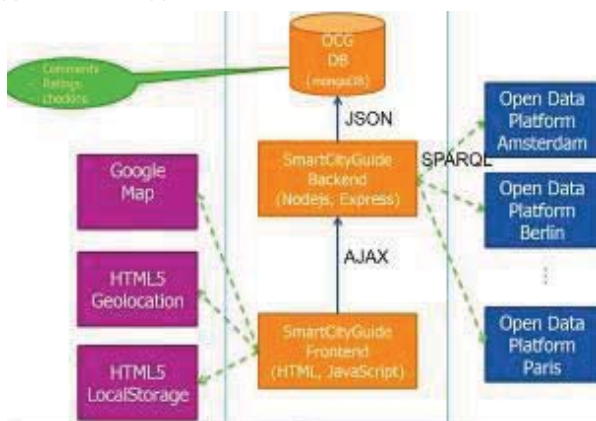 OCG
DB
(mongoDB)
- Comments
- Ratings
- checkins
JSON
Google
Map
SmartCityGuide
Backend
(Nodejs, Express)
SPARQL
Open Data
Platform
Amsterdam
Open Data
Platform
Berlin
...
AJAX
HTML5
Geolocation
HTML5
LocalStorage
SmartCityGuide
Frontend
(HTML, JavaScript)
Open Data
Platform
Paris